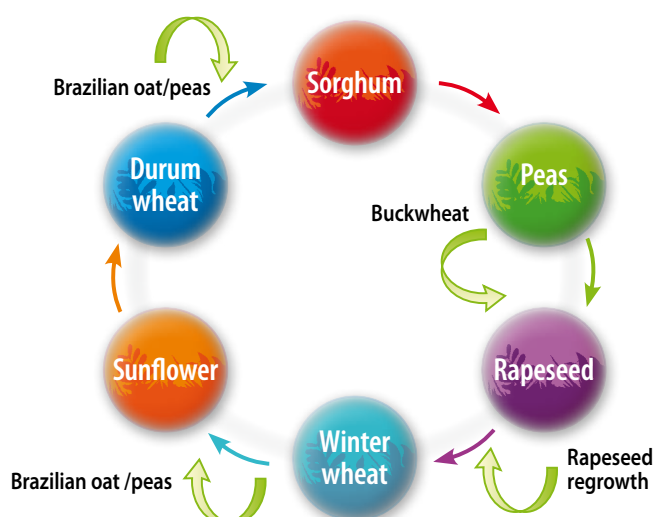 Brazilian oat/peas
Sorghum
Durum
wheat
Peas
Buckwheat
Sunflower
Rapeseed
Winter
wheat
Brazilian oat /peas
Rapeseed
regrowth